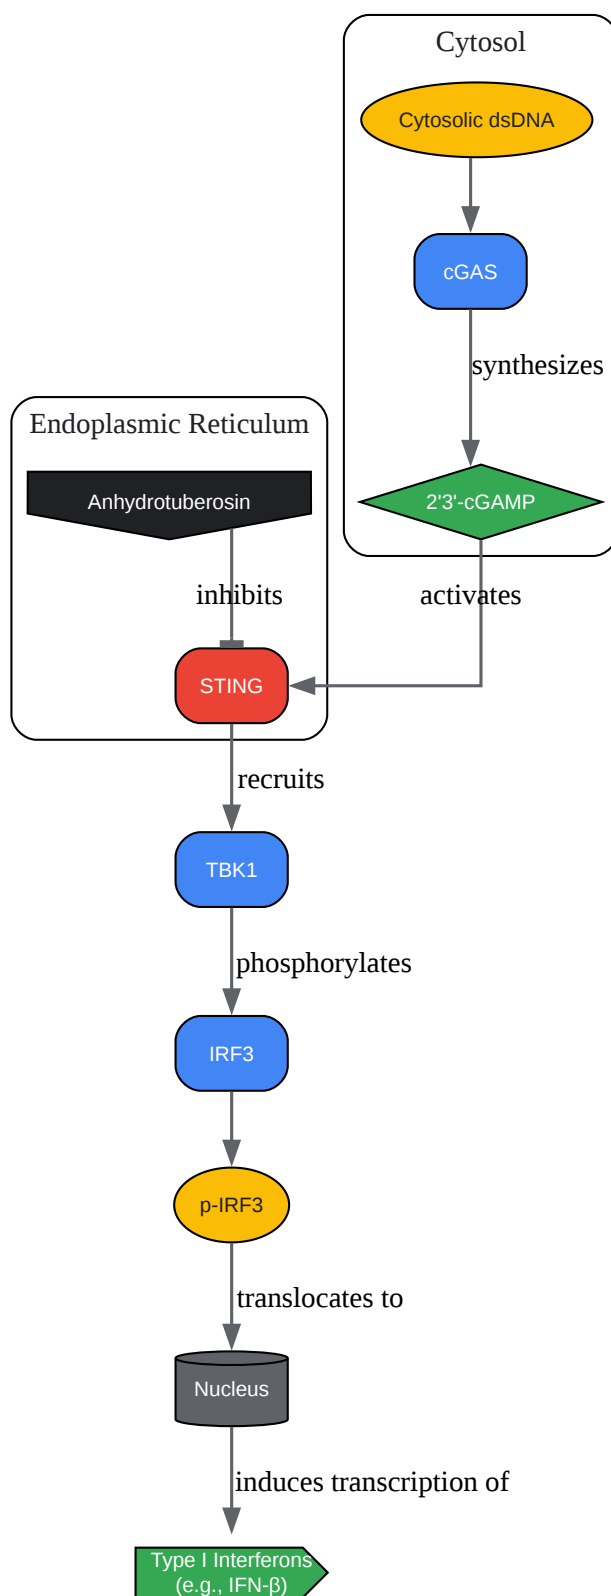 Cytosol
Cytosolic dsDNA
cGAS
synthesizes
Endoplasmic Reticulum
Anhydrotuberosin
2'3'-cGAMP
inhibits
activates
STING
recruits
TBK1
phosphorylates
IRF3
p-IRF3
translocates to
Nucleus
induces transcription of
Type I Interferons
(e.g., IFN-β)